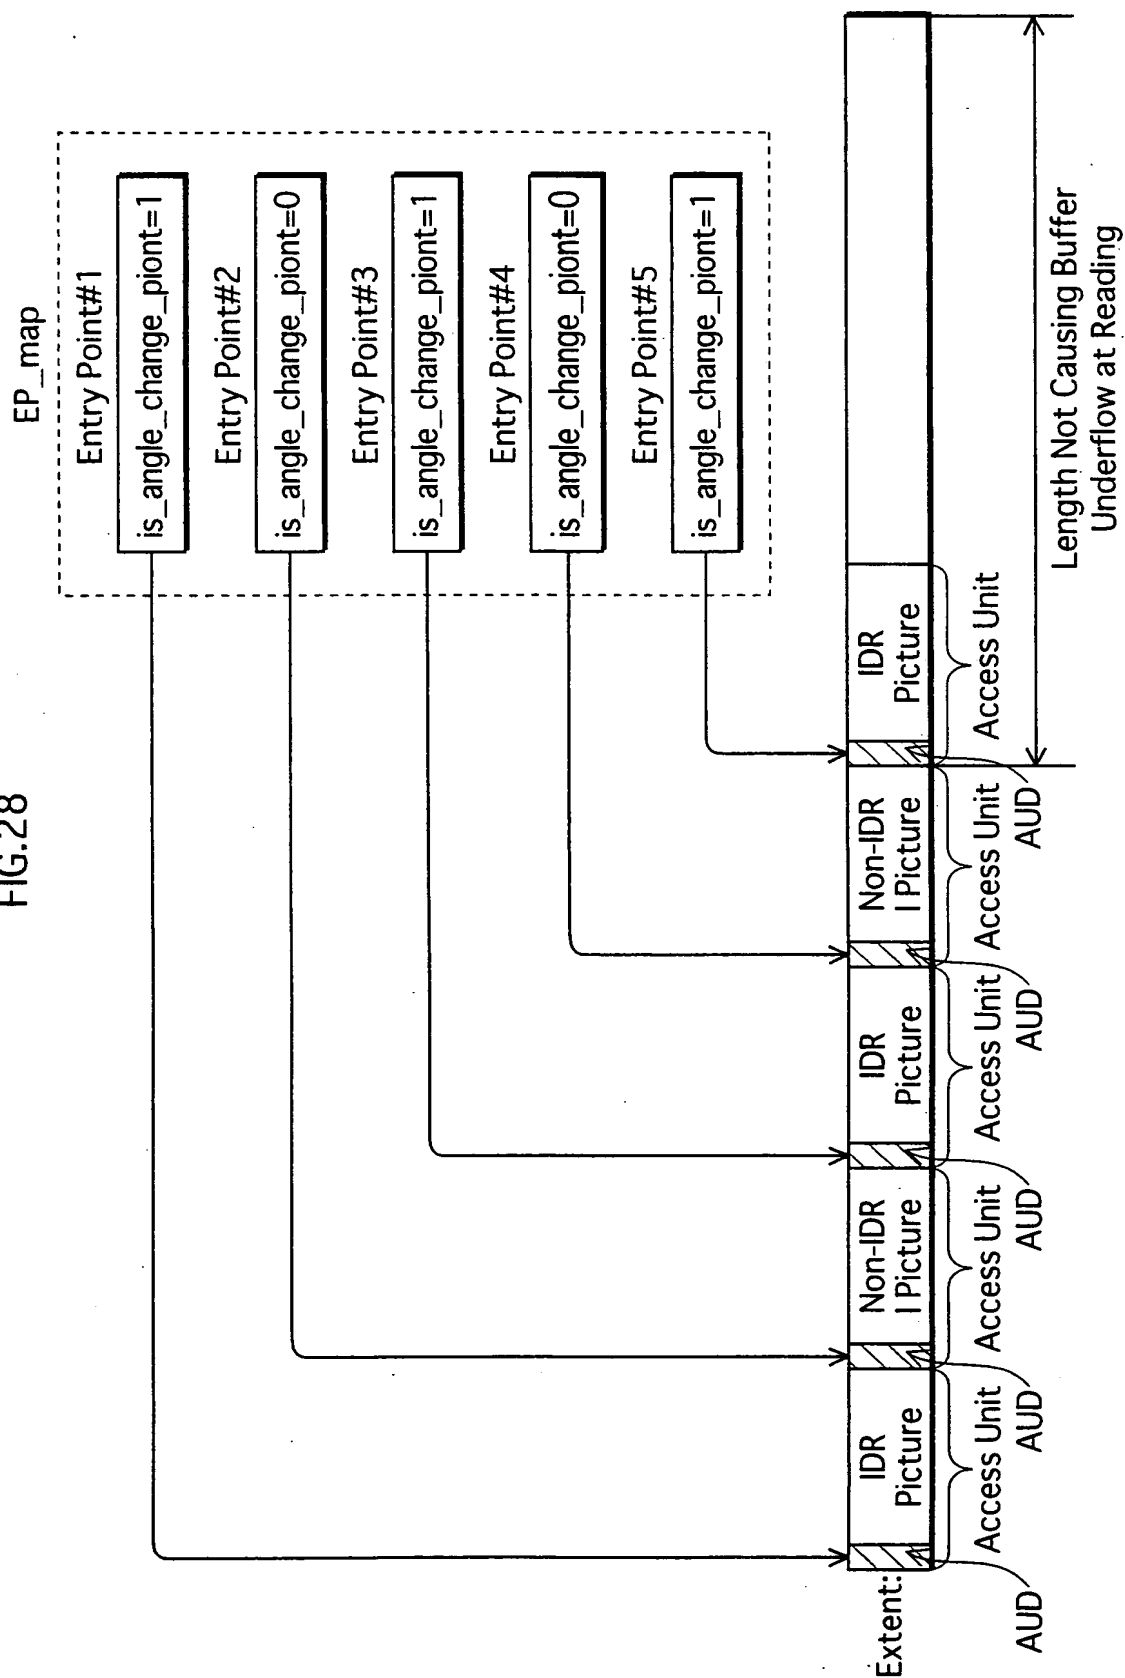 FIG.28
EP_map
Entry Point#1
is_angle_change_piont=1
Entry Point#2
is_angle_change_piont=0
Entry Point#3
is_angle_change_piont=1
Entry Point#4
is_angle_change_piont=0
Entry Point#5
is_angle_change_piont=1
Extent:
IDR
Picture
Non-IDR
I Picture
IDR
Picture
Non-IDR
I Picture
IDR
Picture
Access Unit
Access Unit
Access Unit
Access Unit
Access Unit
AUD
AUD
AUD
AUD
AUD
Length Not Causing Buffer
Underflow at Reading